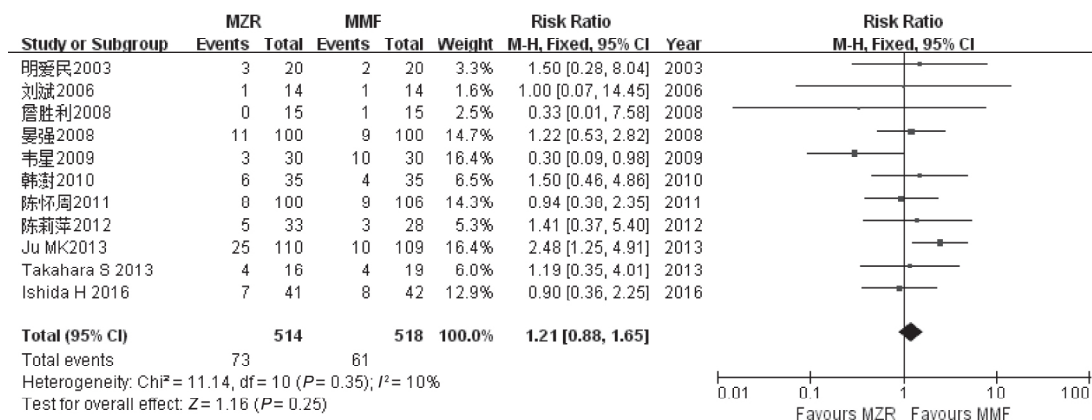 MZR MMF Risk Ratio Risk Ratio
Study or Subgroup Events Total Events Total Weight M-H, Fixed, 95% CI Year M-H, Fixed, 95% CI
明爱民2003 3 20 2 20 3.3% 1.50 [0.28, 8.04] 2003
刘斌2006 1 14 1 14 1.6% 1.00 [0.07, 14.45] 2006
詹胜利2008 0 15 1 15 2.5% 0.33 [0.01, 7.58] 2008
晏强2008 11 100 9 100 14.7% 1.22 [0.53, 2.82] 2008
韦星2009 3 30 10 30 16.4% 0.30 [0.09, 0.98] 2009
韩澍2010 6 35 4 35 6.5% 1.50 [0.46, 4.86] 2010
陈怀周2011 8 100 9 106 14.3% 0.94 [0.38, 2.35] 2011
陈莉萍2012 5 33 3 28 5.3% 1.41 [0.37, 5.40] 2012
Ju MK2013 25 110 10 109 16.4% 2.48 [1.25, 4.91] 2013
Takahara S 2013 4 16 4 19 6.0% 1.19 [0.35, 4.01] 2013
Ishida H 2016 7 41 8 42 12.9% 0.90 [0.36, 2.25] 2016
Total (95% CI) 514 518 100.0% 1.21 [0.88, 1.65]
Total events 73 61
Heterogeneity: Chi² = 11.14, df = 10 (P = 0.35); I² = 10%
Test for overall effect: Z = 1.16 (P = 0.25)
0.01 0.1 1 10 100
Favours MZR Favours MMF